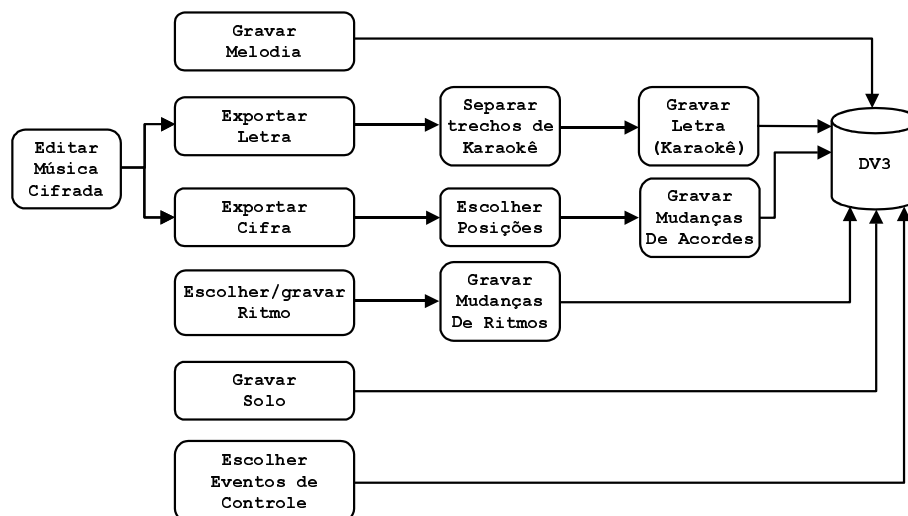 Gravar
Melodia
Exportar
Letra
Separar
trechos de
Karaokê
Gravar
Letra
(Karaokê)
Editar
Música
Cifrada
DV3
Exportar
Cifra
Escolher
Posições
Gravar
Mudanças
De Acordes
Escolher/gravar
Ritmo
Gravar
Mudanças
De Ritmos
Gravar
Solo
Escolher
Eventos de
Controle